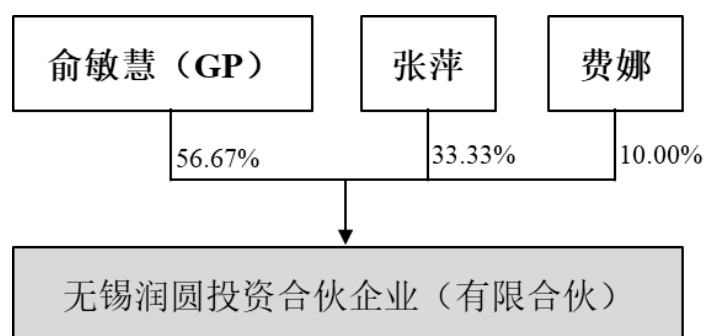 俞敏慧（GP）
张萍
费娜
56.67%
33.33%
10.00%
无锡润圆投资合伙企业（有限合伙）